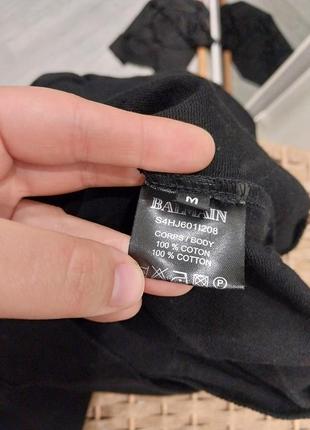 M
BALMAIN
S4HJ601I208
CORPS / BODY
100 % COTON
100 % COTTON
P